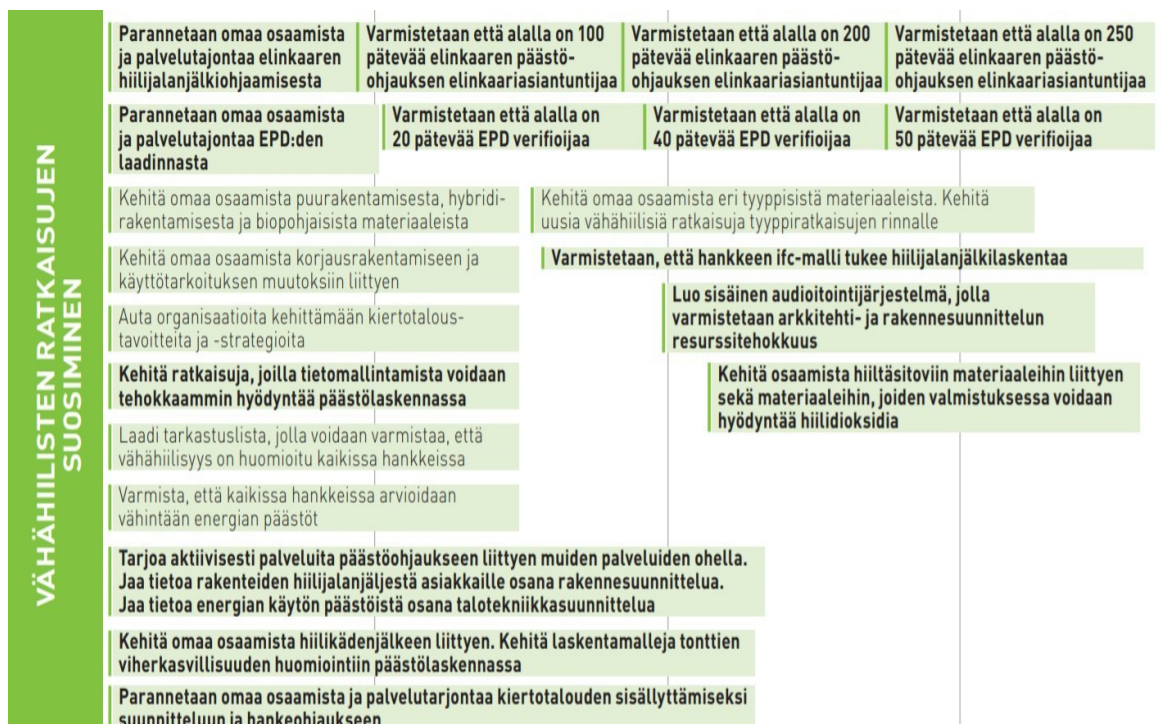 VÄHÄHIILISTEN RATKAISUJEN
SUOSIMINEN
Parannetaan omaa osaamista
ja palvelutajontaa elinkaaren
hiilijalanjälkiohjaamisesta
Varmistetaan että alalla on 100
pätevää elinkaaren päästö-
ohjauksen elinkaariasiantuntijaa
Varmistetaan että alalla on 200
pätevää elinkaaren päästö-
ohjauksen elinkaariasiantuntijaa
Varmistetaan että alalla on 250
pätevää elinkaaren päästö-
ohjauksen elinkaariasiantuntijaa
Parannetaan omaa osaamista
ja palvelutajontaa EPD:den
laadinnasta
Varmistetaan että alalla on
20 pätevää EPD verifioijaa
Varmistetaan että alalla on
40 pätevää EPD verifioijaa
Varmistetaan että alalla on
50 pätevää EPD verifioijaa
Kehitä omaa osaamista puurakentamisesta, hybridi-
rakentamisesta ja biopohjaisista materiaaleista
Kehitä omaa osaamista eri tyyppisistä materiaaleista. Kehitä
uusia vähähiilisiä ratkaisuja tyyppiratkaisujen rinnalle
Kehitä omaa osaamista korjausrakentamiseen ja
käyttötarkoituksen muutoksiin liittyen
Varmistetaan, että hankkeen ifc-malli tukee hiilijalanjälkilaskentaa
Auta organisaatioita kehittämään kiertotalous-
tavoitteita ja -strategioita
Luo sisäinen audioitointijärjestelmä, jolla
varmistetaan arkkitehti- ja rakennesuunnittelun
resurssitehokkuus
Kehitä ratkaisuja, joilla tietomallintamista voidaan
tehokkaammin hyödyntää päästölaskennassa
Kehitä osaamista hiiltäsitoviin materiaaleihin liittyen
sekä materiaaleihin, joiden valmistuksessa voidaan
hyödyntää hiilidioksidia
Laadi tarkastuslista, jolla voidaan varmistaa, että
vähähiilisyys on huomioitu kaikissa hankkeissa
Varmista, että kaikissa hankkeissa arvioidaan
vähintään energian päästöt
Tarjoa aktiivisesti palveluita päästöohjaukseen liittyen muiden palveluiden ohella.
Jaa tietoa rakenteiden hiilijalanjäljestä asiakkaille osana rakennesuunnittelua.
Jaa tietoa energian käytön päästöistä osana talotekniikkasuunnittelua
Kehitä omaa osaamista hiilikädenjälkeen liittyen. Kehitä laskentamalleja tonttien
viherkasvillisuuden huomiointiin päästölaskennassa
Parannetaan omaa osaamista ja palvelutarjontaa kiertotalouden sisällyttämiseksi
suunnitteluun ja hankeohjaukseen